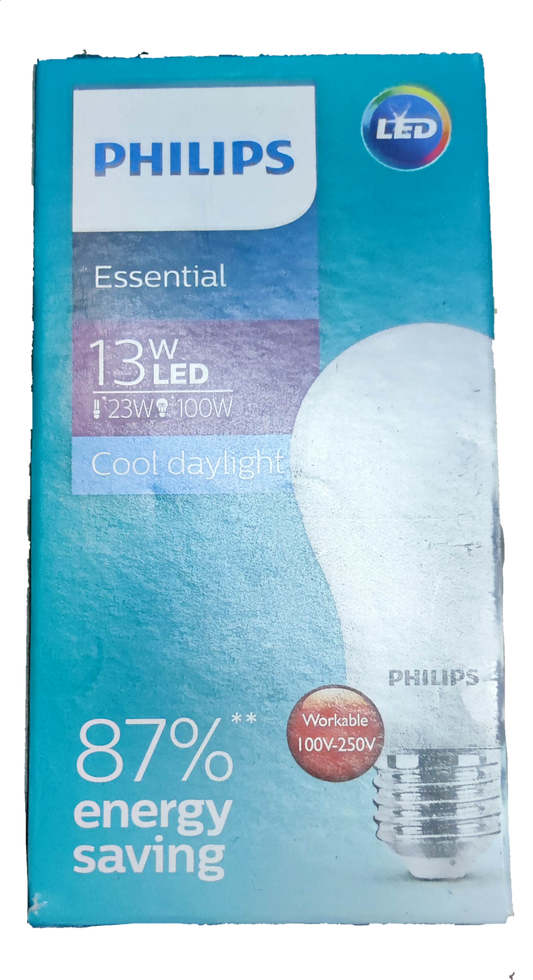 PHILIPS
LED
Essential
13W
LED
23W 100W
Cool daylight
PHILIPS
Workable
100V-250V
87%**
energy
saving